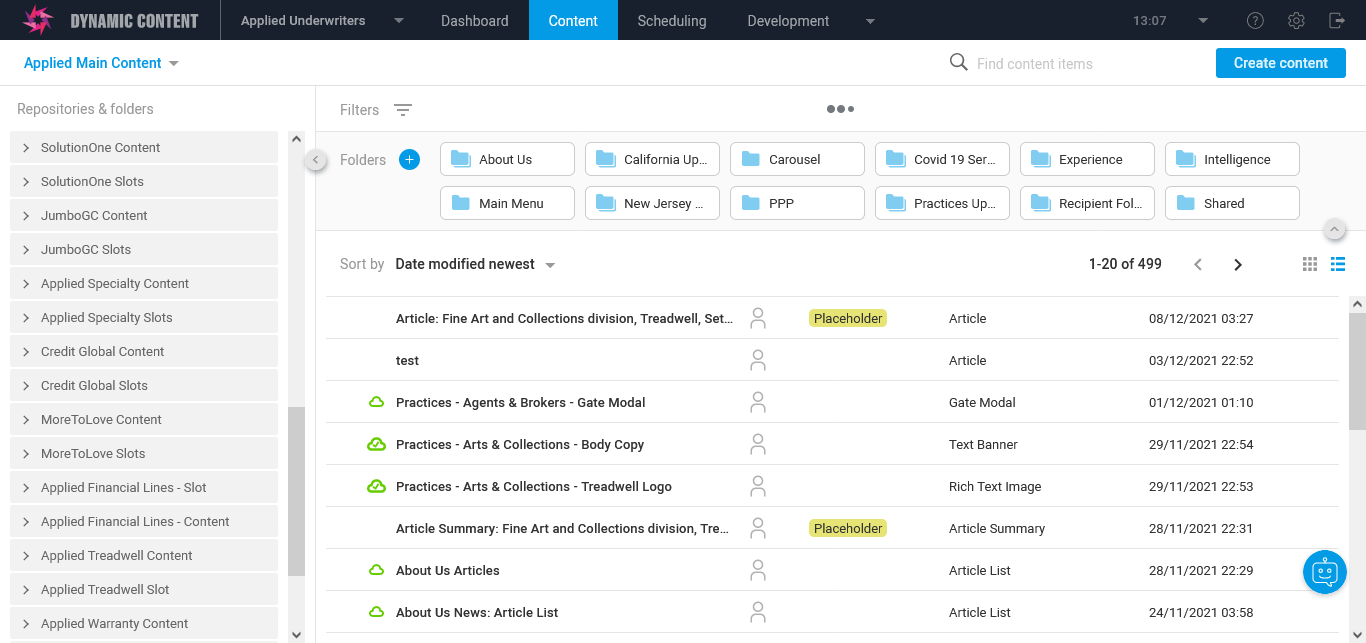 DYNAMIC CONTENT Applied Underwriters Dashboard Content Scheduling Development 13:07
Applied Main Content Find content items Create content
Repositories & folders
SolutionOne Content
SolutionOne Slots
JumboGC Content
JumboGC Slots
Applied Specialty Content
Applied Specialty Slots
Credit Global Content
Credit Global Slots
MoreToLove Content
MoreToLove Slots
Applied Financial Lines - Slot
Applied Financial Lines - Content
Applied Treadwell Content
Applied Treadwell Slot
Applied Warranty Content
Filters
Folders
About Us California Up... Carousel Covid 19 Ser... Experience Intelligence
Main Menu New Jersey ... PPP Practices Up... Recipient Fol... Shared
Sort by Date modified newest 1-20 of 499
Article: Fine Art and Collections division, Treadwell, Set... Placeholder Article 08/12/2021 03:27
test Article 03/12/2021 22:52
Practices - Agents & Brokers - Gate Modal Gate Modal 01/12/2021 01:10
Practices - Arts & Collections - Body Copy Text Banner 29/11/2021 22:54
Practices - Arts & Collections - Treadwell Logo Rich Text Image 29/11/2021 22:53
Article Summary: Fine Art and Collections division, Tre... Placeholder Article Summary 28/11/2021 22:31
About Us Articles Article List 28/11/2021 22:29
About Us News: Article List Article List 24/11/2021 03:58